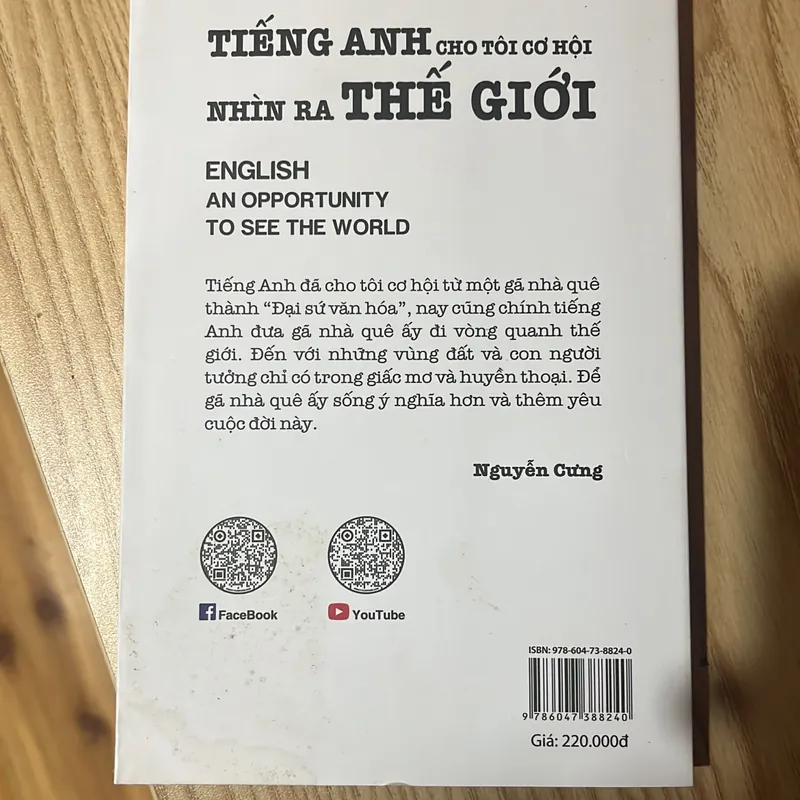 TIẾNG ANH CHO TÔI CƠ HỘI
NHÌN RA THẾ GIỚI
ENGLISH
AN OPPORTUNITY
TO SEE THE WORLD
Tiếng Anh đã cho tôi cơ hội từ một gã nhà quê
thành “Đại sứ văn hóa”, nay cũng chính tiếng
Anh đưa gã nhà quê ấy đi vòng quanh thế
giới. Đến với những vùng đất và con người
tưởng chỉ có trong giấc mơ và huyền thoại. Để
gã nhà quê ấy sống ý nghĩa hơn và thêm yêu
cuộc đời này.
Nguyễn Cưng
FaceBook
YouTube
ISBN: 978-604-73-8824-0
9 786047 388240
Giá: 220.000đ